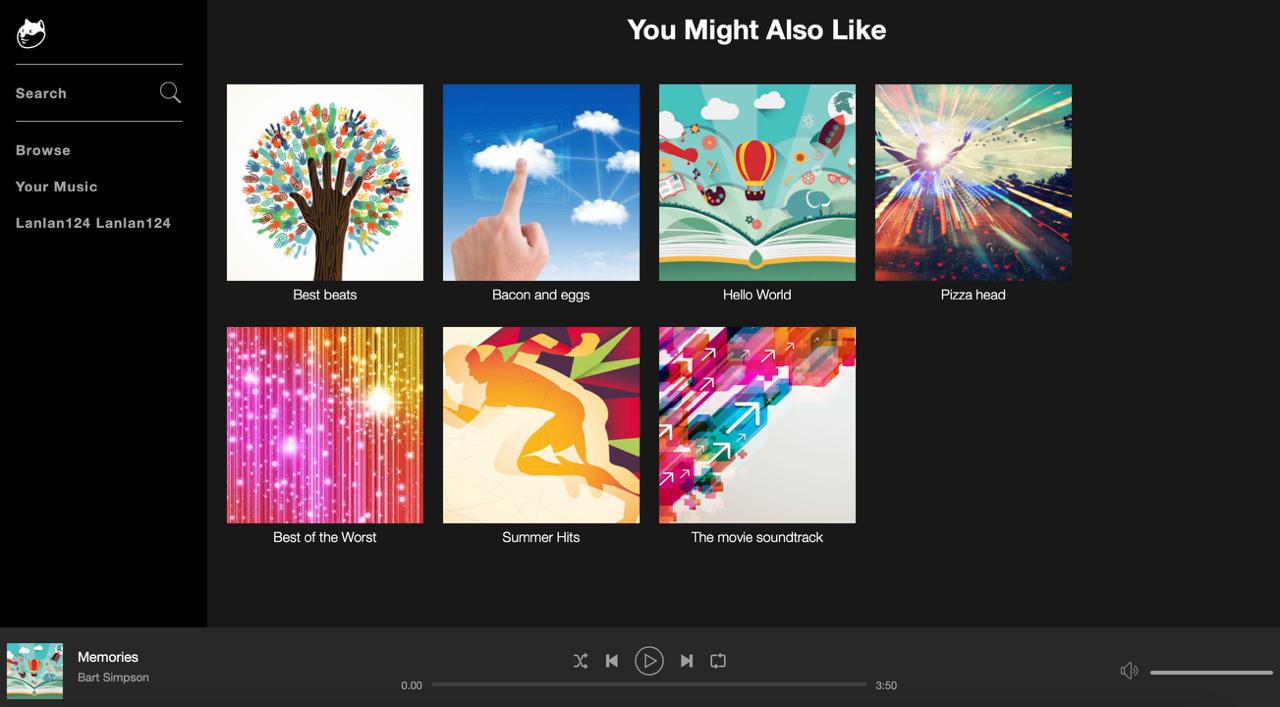 You Might Also Like
Search
Browse
Your Music
Lanlan124 Lanlan124
Best beats
Bacon and eggs
Hello World
Pizza head
Best of the Worst
Summer Hits
The movie soundtrack
Memories
Bart Simpson
0.00
3:50